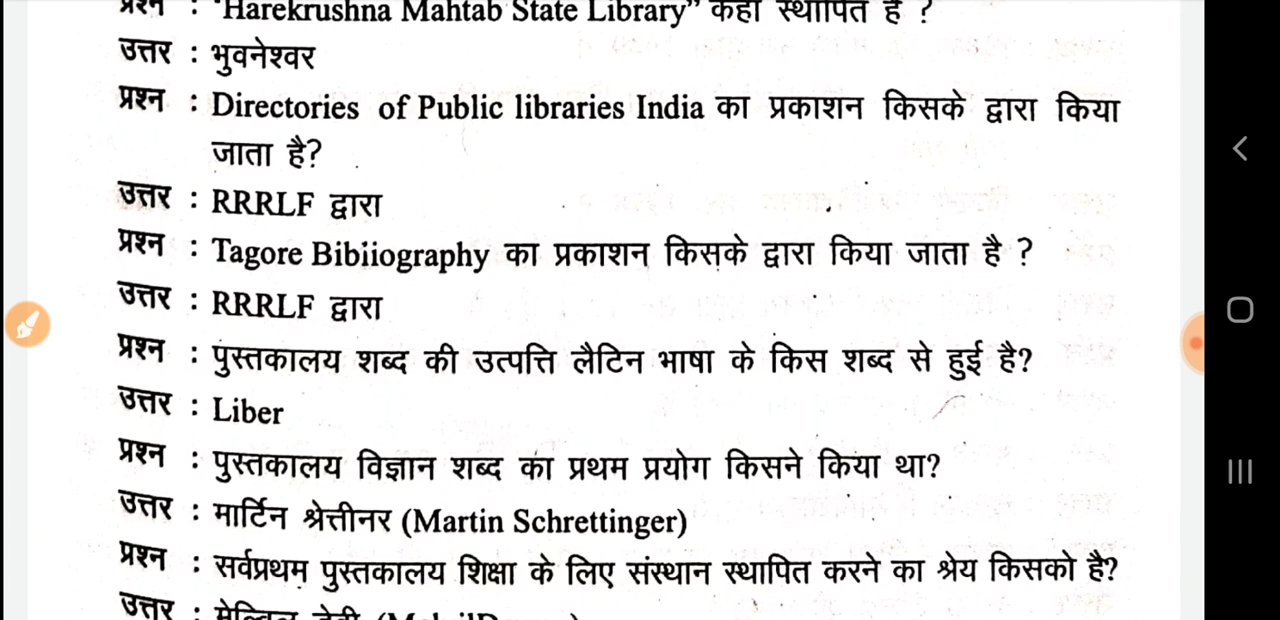 प्रश्न : "Harekrushna Mahtab State Library” कहाँ स्थापित है ?
उत्तर : भुवनेश्वर
प्रश्न : Directories of Public libraries India का प्रकाशन किसके द्वारा किया
जाता है?
उत्तर : RRRLF द्वारा
प्रश्न : Tagore Bibiiography का प्रकाशन किसके द्वारा किया जाता है ?
उत्तर : RRRLF द्वारा
प्रश्न : पुस्तकालय शब्द की उत्पत्ति लैटिन भाषा के किस शब्द से हुई है?
उत्तर : Liber
प्रश्न : पुस्तकालय विज्ञान शब्द का प्रथम प्रयोग किसने किया था?
उत्तर : मार्टिन श्रेत्तीनर (Martin Schrettinger)
प्रश्न : सर्वप्रथम पुस्तकालय शिक्षा के लिए संस्थान स्थापित करने का श्रेय किसको है?
उत्तर :